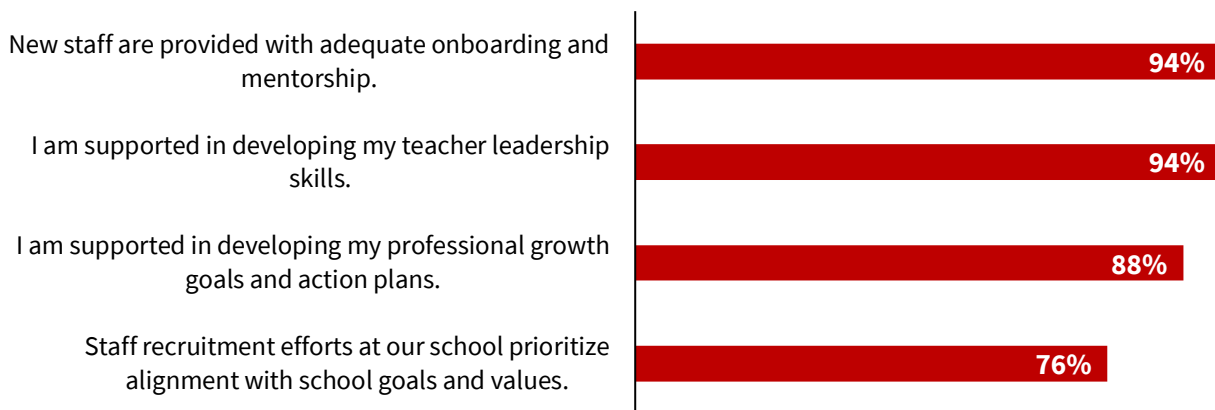 New staff are provided with adequate onboarding and
mentorship.
94%
I am supported in developing my teacher leadership
skills.
94%
I am supported in developing my professional growth
goals and action plans.
88%
Staff recruitment efforts at our school prioritize
alignment with school goals and values.
76%